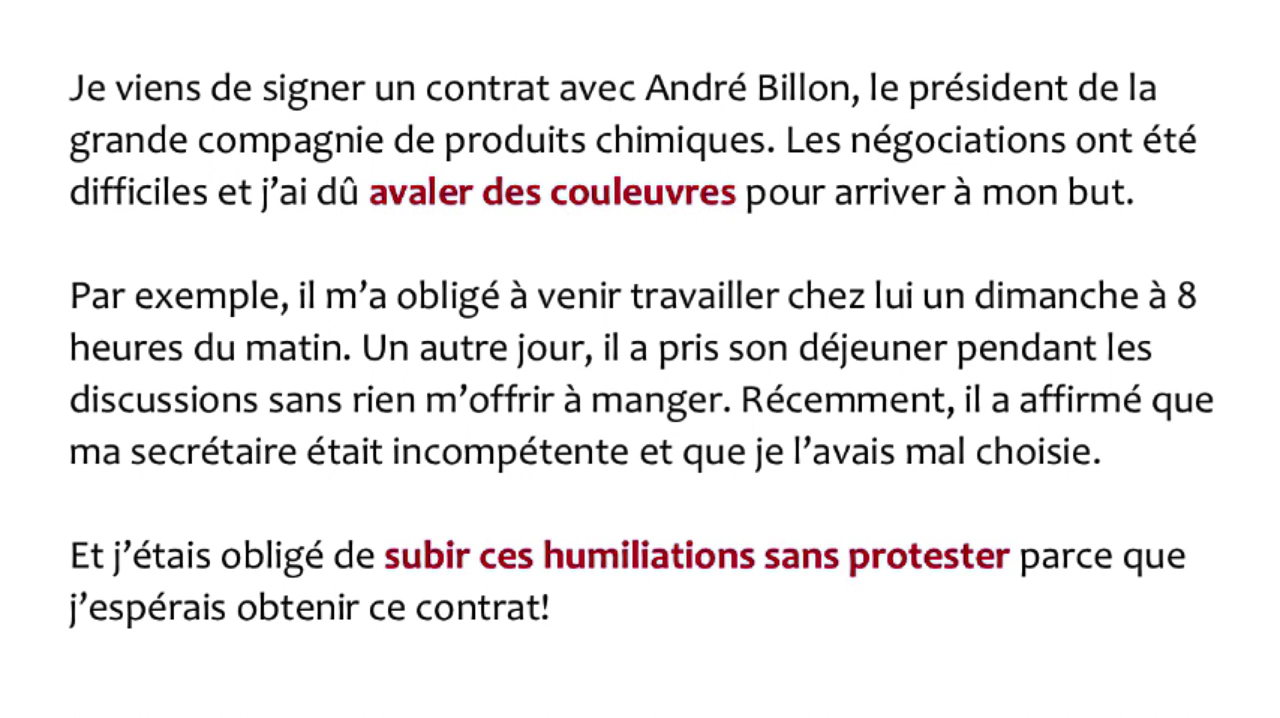 Je viens de signer un contrat avec André Billon, le président de la
grande compagnie de produits chimiques. Les négociations ont été
difficiles et j’ai dû avaler des couleuvres pour arriver à mon but.
Par exemple, il m’a obligé à venir travailler chez lui un dimanche à 8
heures du matin. Un autre jour, il a pris son déjeuner pendant les
discussions sans rien m’offrir à manger. Récemment, il a affirmé que
ma secrétaire était incompétente et que je l’avais mal choisie.
Et j’étais obligé de subir ces humiliations sans protester parce que
j’espérais obtenir ce contrat!